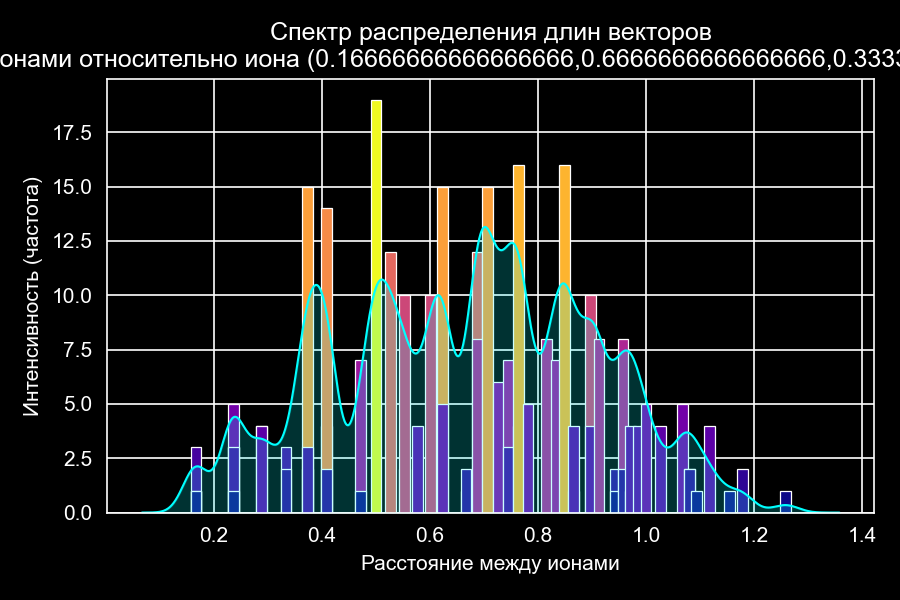 Спектр распределения длин векторов
онами относительно иона (0.16666666666666666,0.6666666666666666,0.3333
Интенсивность (частота)
17.5
15.0
12.5
10.0
7.5
5.0
2.5
0.0
0.2 0.4 0.6 0.8 1.0 1.2 1.4
Расстояние между ионами